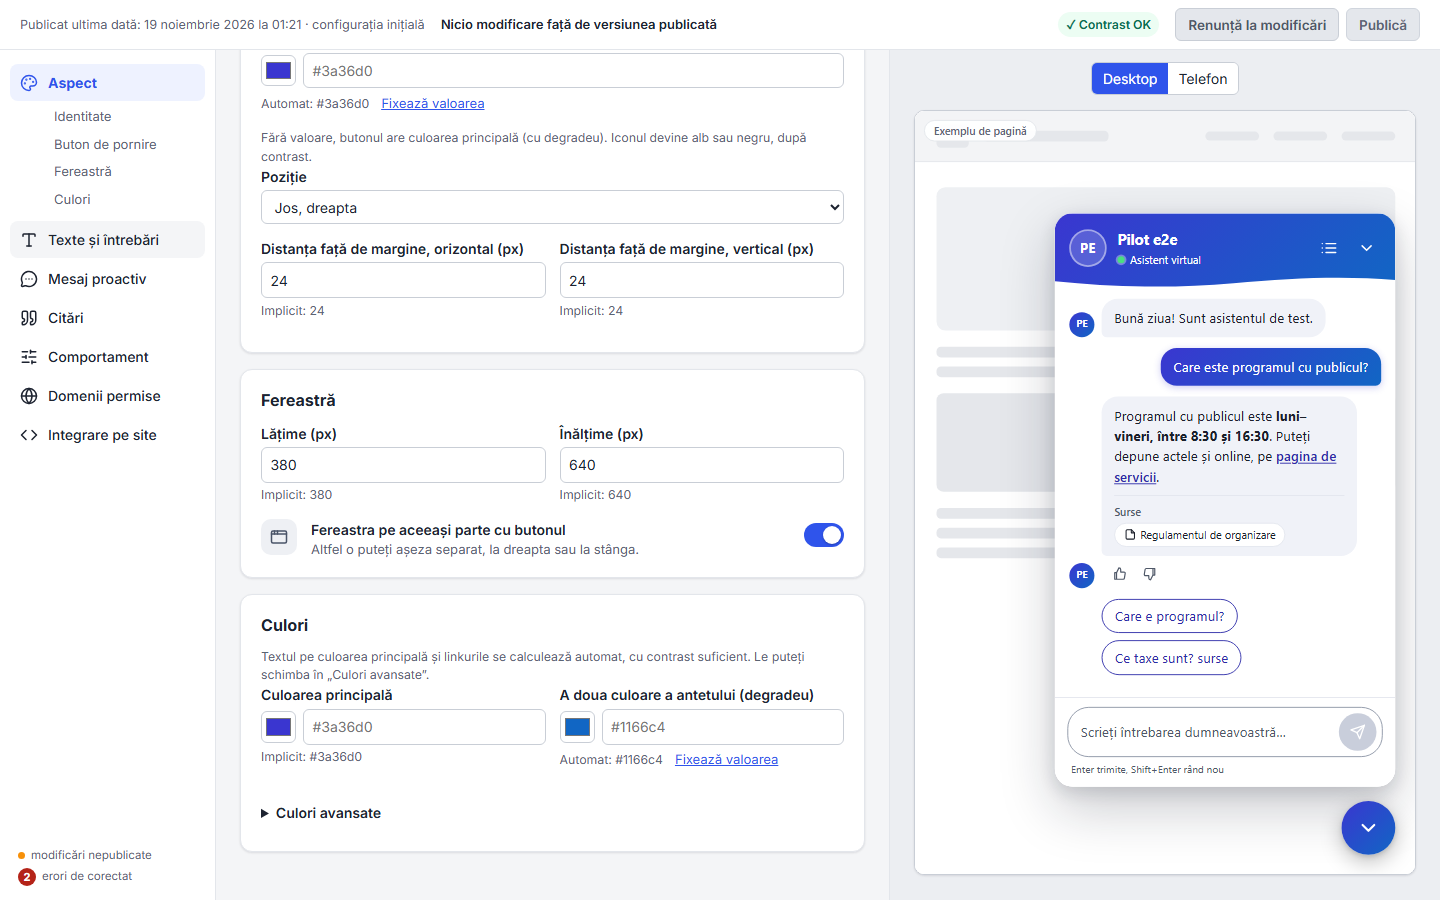 Publicat ultima dată: 19 noiembrie 2026 la 01:21 · configurația inițială
Nicio modificare față de versiunea publicată
✓ Contrast OK
Renunță la modificări
Publică
Aspect
Identitate
Buton de pornire
Fereastră
Culori
Texte și întrebări
Mesaj proactiv
Citări
Comportament
Domenii permise
Integrare pe site
modificări nepublicate
2 erori de corectat
#3a36d0
Automat: #3a36d0 Fixează valoarea
Fără valoare, butonul are culoarea principală (cu degradeu). Iconul devine alb sau negru, după
contrast.
Poziție
Jos, dreapta
Distanța față de margine, orizontal (px)
Distanța față de margine, vertical (px)
24
24
Implicit: 24
Implicit: 24
Fereastră
Lățime (px)
Înălțime (px)
380
640
Implicit: 380
Implicit: 640
Fereastra pe aceeași parte cu butonul
Altfel o puteți așeza separat, la dreapta sau la stânga.
Culori
Textul pe culoarea principală și linkurile se calculează automat, cu contrast suficient. Le puteți
schimba în „Culori avansate”.
Culoarea principală
A doua culoare a antetului (degradeu)
#3a36d0
#1166c4
Implicit: #3a36d0
Automat: #1166c4 Fixează valoarea
Culori avansate
Desktop
Telefon
Exemplu de pagină
PE
Pilot e2e
Asistent virtual
PE
Bună ziua! Sunt asistentul de test.
Care este programul cu publicul?
Programul cu publicul este luni–
vineri, între 8:30 și 16:30. Puteți
depune actele și online, pe pagina de
servicii.
Surse
Regulamentul de organizare
PE
Care e programul?
Ce taxe sunt? surse
Scrieți întrebarea dumneavoastră...
Enter trimite, Shift+Enter rând nou